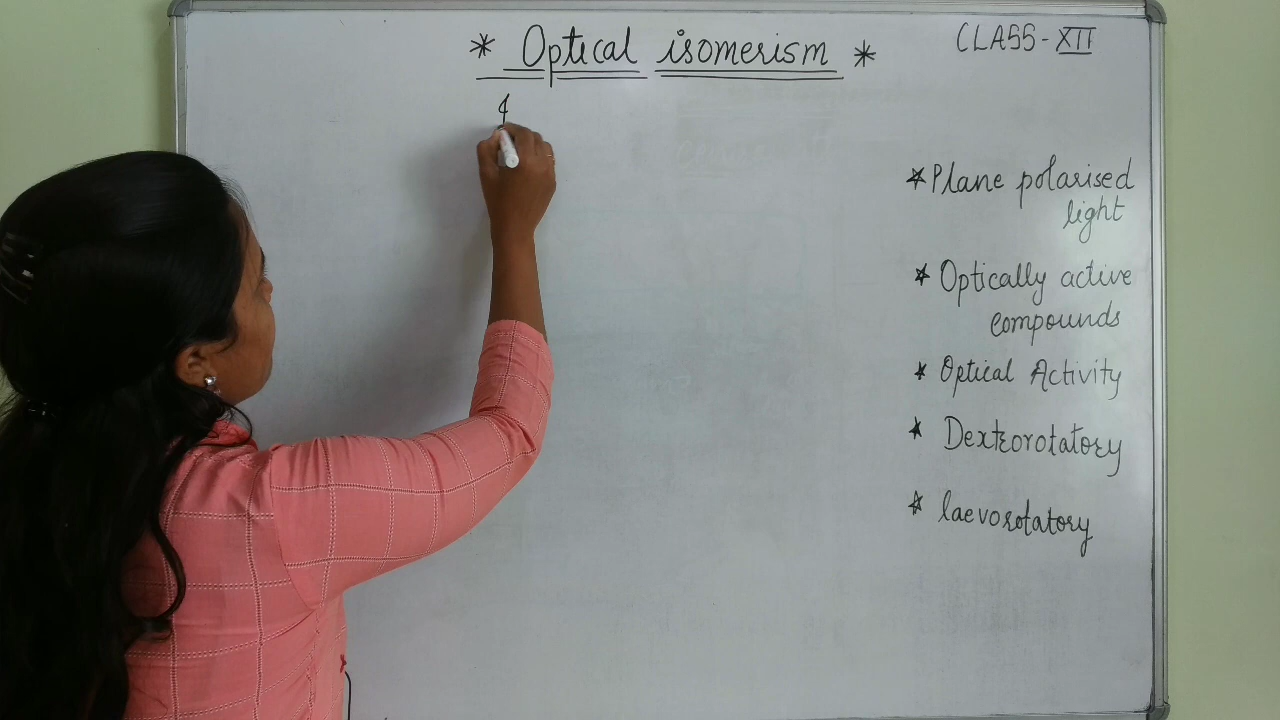 * Optical isomerism *
CLASS - XII
* Plane polarised
light
* Optically active
compounds
* Optical Activity
* Dextrorotatory
* laevorotatory